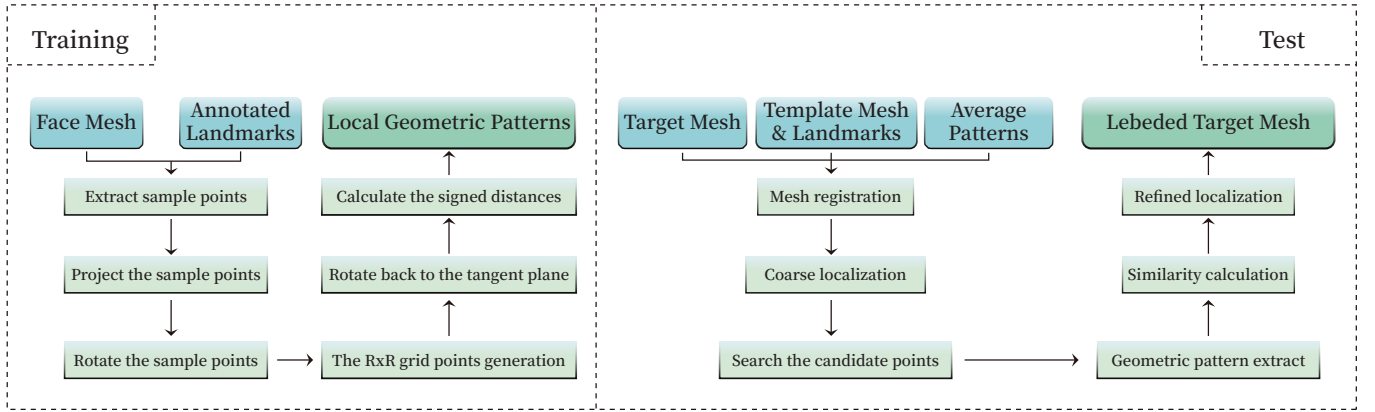 Training
Face Mesh
Annotated
Landmarks
Extract sample points
Project the sample points
Rotate the sample points
The RxR grid points generation
Rotate back to the tangent plane
Calculate the signed distances
Local Geometric Patterns
Test
Target Mesh
Template Mesh
& Landmarks
Average
Patterns
Mesh registration
Coarse localization
Search the candidate points
Geometric pattern extract
Similarity calculation
Refined localization
Lebeded Target Mesh